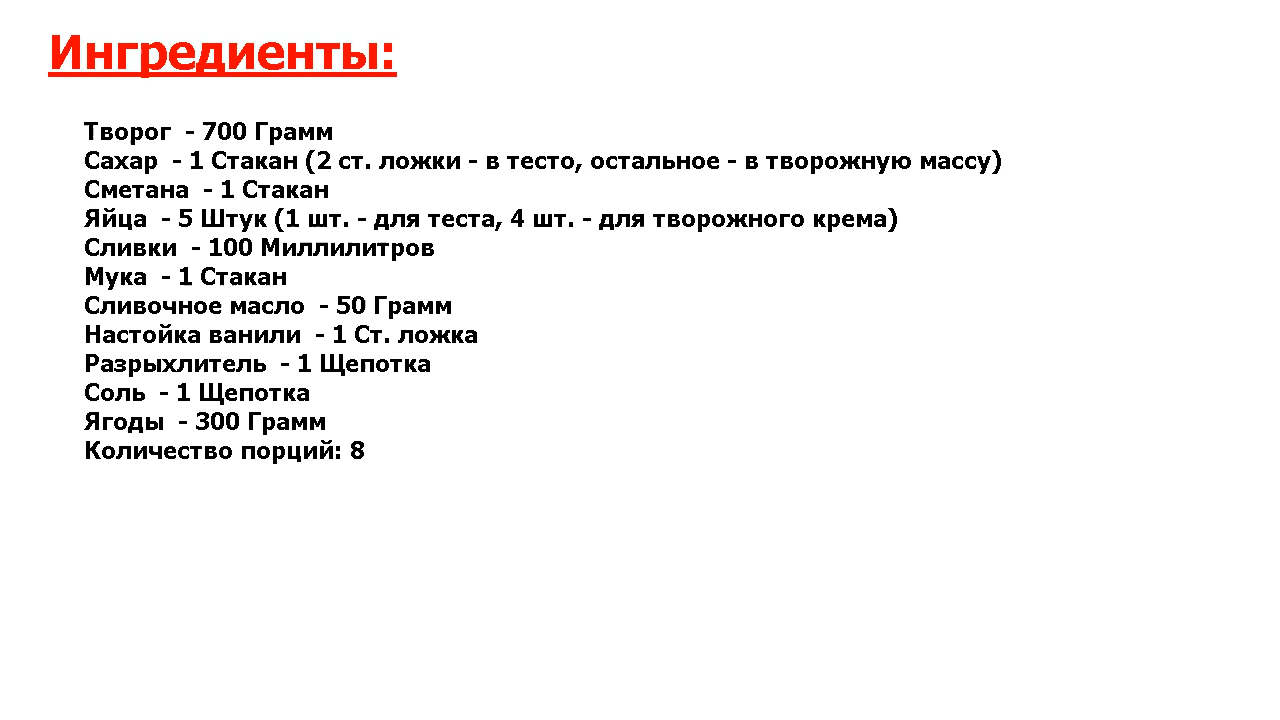 Ингредиенты:
Творог  - 700 Грамм
Сахар  - 1 Стакан (2 ст. ложки - в тесто, остальное - в творожную массу)
Сметана  - 1 Стакан
Яйца  - 5 Штук (1 шт. - для теста, 4 шт. - для творожного крема)
Сливки  - 100 Миллилитров
Мука  - 1 Стакан
Сливочное масло  - 50 Грамм
Настойка ванили  - 1 Ст. ложка
Разрыхлитель  - 1 Щепотка
Соль  - 1 Щепотка
Ягоды  - 300 Грамм
Количество порций: 8